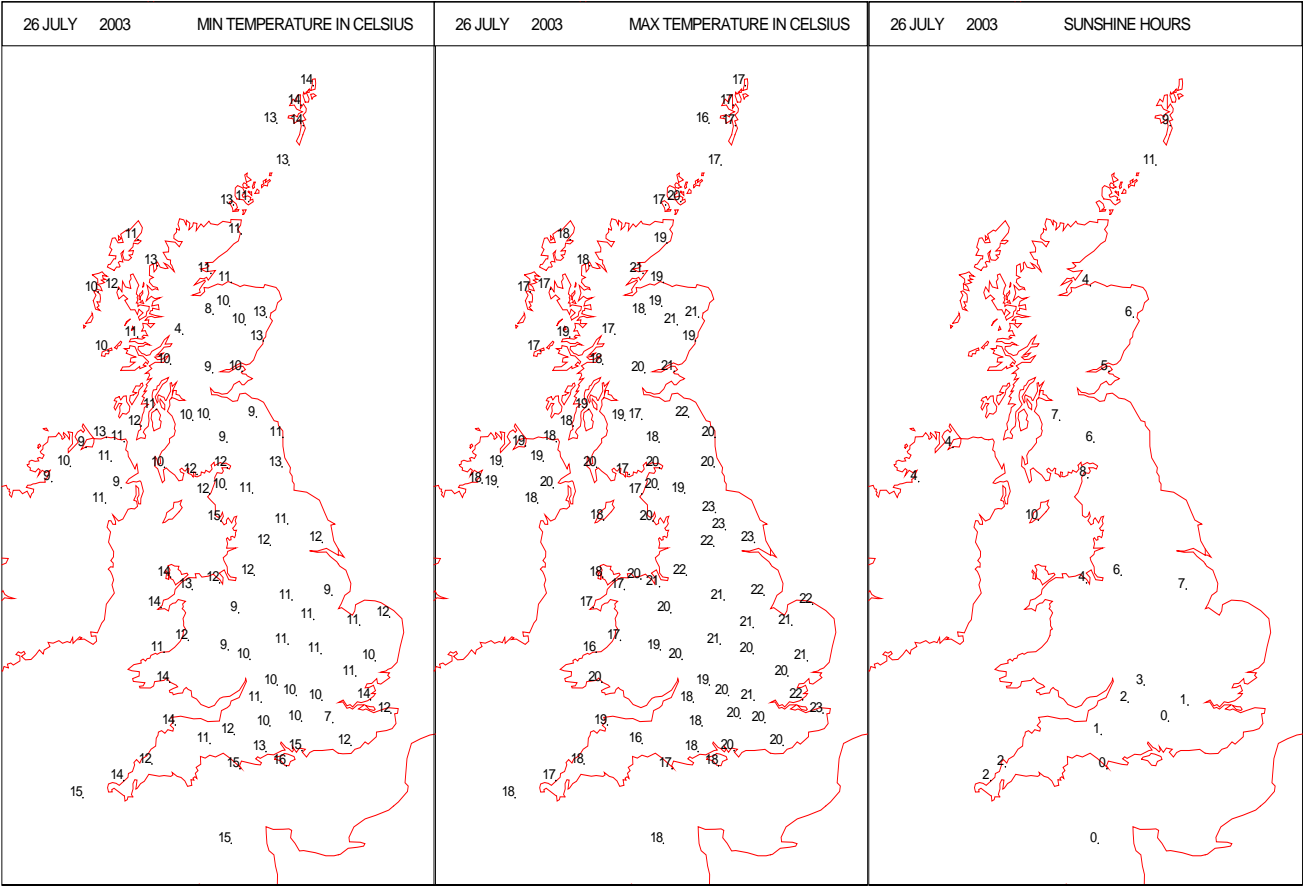 26 JULY 2003 MIN TEMPERATURE IN CELSIUS
14
14
13 14
13
13 11
11
11
13
11
11
10 12
10
8 13
10
4 11 13
10
10
9 10
11
10 10 9
12
13 11 9 11
9
10 11 10 12 12 13
9 9 12 10 11
11
15 11
12 12
14 13 12 12
11 9
14 9 12
11
12 11
11 9 11
10 10
14 10 11
11 10 10 14
12
14 12 10 10 7
11 13 15 12
12 15 16
14
15
15
26 JULY 2003 MAX TEMPERATURE IN CELSIUS
17
17
16 17
17
17 20
19
18
18
21
19
17 17
19
18 21
21
19 17 19
17
18
20 21
19
19 17 22
18
19 18 18 20
19 19 20 17 20 20
18 19 20 17 20 19
18
23
18 20 23
22 23
18 20 22
17 21
17 20 21 22 22
21 21
17 21
16 19 20
20 21
20 19 20
18 20 21 22
23
19 18 20 20
16 18 20 20
18 17 18
17
18
18
26 JULY 2003 SUNSHINE HOURS
9
11
4
6
5
7
4 6
4 8
10
4 6
7
3
2 1
0
1
2 0
2
0